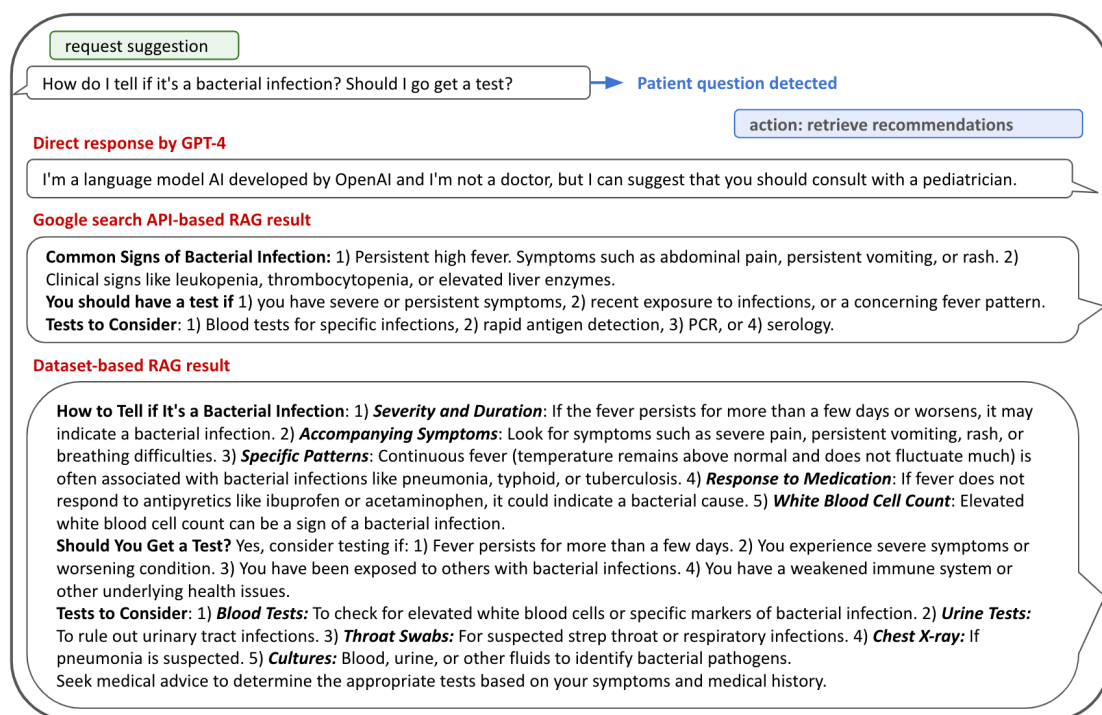 request suggestion
How do I tell if it's a bacterial infection? Should I go get a test?
Patient question detected
action: retrieve recommendations
Direct response by GPT-4
I'm a language model AI developed by OpenAI and I'm not a doctor, but I can suggest that you should consult with a pediatrician.
Google search API-based RAG result
Common Signs of Bacterial Infection: 1) Persistent high fever. Symptoms such as abdominal pain, persistent vomiting, or rash. 2)
Clinical signs like leukopenia, thrombocytopenia, or elevated liver enzymes.
You should have a test if 1) you have severe or persistent symptoms, 2) recent exposure to infections, or a concerning fever pattern.
Tests to Consider: 1) Blood tests for specific infections, 2) rapid antigen detection, 3) PCR, or 4) serology.
Dataset-based RAG result
How to Tell if It's a Bacterial Infection: 1) Severity and Duration: If the fever persists for more than a few days or worsens, it may
indicate a bacterial infection. 2) Accompanying Symptoms: Look for symptoms such as severe pain, persistent vomiting, rash, or
breathing difficulties. 3) Specific Patterns: Continuous fever (temperature remains above normal and does not fluctuate much) is
often associated with bacterial infections like pneumonia, typhoid, or tuberculosis. 4) Response to Medication: If fever does not
respond to antipyretics like ibuprofen or acetaminophen, it could indicate a bacterial cause. 5) White Blood Cell Count: Elevated
white blood cell count can be a sign of a bacterial infection.
Should You Get a Test? Yes, consider testing if: 1) Fever persists for more than a few days. 2) You experience severe symptoms or
worsening condition. 3) You have been exposed to others with bacterial infections. 4) You have a weakened immune system or
other underlying health issues.
Tests to Consider: 1) Blood Tests: To check for elevated white blood cells or specific markers of bacterial infection. 2) Urine Tests:
To rule out urinary tract infections. 3) Throat Swabs: For suspected strep throat or respiratory infections. 4) Chest X-ray: If
pneumonia is suspected. 5) Cultures: Blood, urine, or other fluids to identify bacterial pathogens.
Seek medical advice to determine the appropriate tests based on your symptoms and medical history.